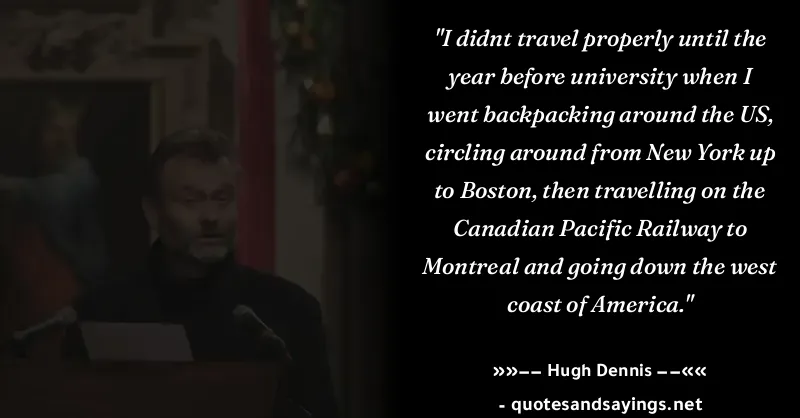 "I didnt travel properly until the
year before university when I
went backpacking around the US,
circling around from New York up
to Boston, then travelling on the
Canadian Pacific Railway to
Montreal and going down the west
coast of America."
»»–– Hugh Dennis ––««
- quotesandsayings.net